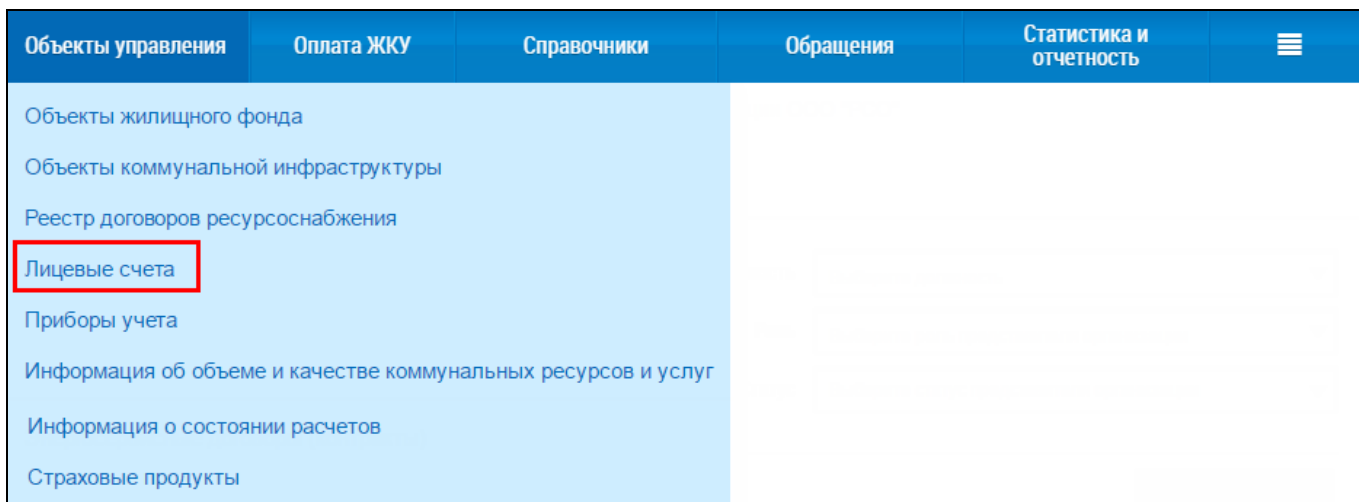 Объекты управления
Оплата ЖКУ
Справочники
Обращения
Статистика и
отчетность
Объекты жилищного фонда
Объекты коммунальной инфраструктуры
Реестр договоров ресурсоснабжения
Лицевые счета
Приборы учета
Информация об объеме и качестве коммунальных ресурсов и услуг
Информация о состоянии расчетов
Страховые продукты